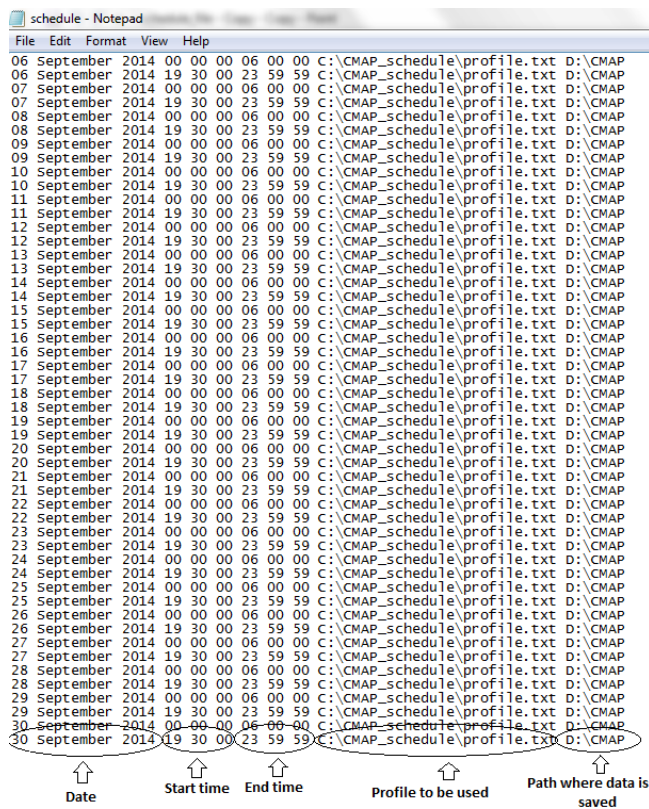 schedule - Notepad
File Edit Format View Help
06 September 2014 00 00 00 06 00 00 C:\CMAP_schedule\profile.txt D:\CMAP
06 September 2014 19 30 00 23 59 59 C:\CMAP_schedule\profile.txt D:\CMAP
07 September 2014 00 00 00 06 00 00 C:\CMAP_schedule\profile.txt D:\CMAP
07 September 2014 19 30 00 23 59 59 C:\CMAP_schedule\profile.txt D:\CMAP
08 September 2014 00 00 00 06 00 00 C:\CMAP_schedule\profile.txt D:\CMAP
08 September 2014 19 30 00 23 59 59 C:\CMAP_schedule\profile.txt D:\CMAP
09 September 2014 00 00 00 06 00 00 C:\CMAP_schedule\profile.txt D:\CMAP
09 September 2014 19 30 00 23 59 59 C:\CMAP_schedule\profile.txt D:\CMAP
10 September 2014 00 00 00 06 00 00 C:\CMAP_schedule\profile.txt D:\CMAP
10 September 2014 19 30 00 23 59 59 C:\CMAP_schedule\profile.txt D:\CMAP
11 September 2014 00 00 00 06 00 00 C:\CMAP_schedule\profile.txt D:\CMAP
11 September 2014 19 30 00 23 59 59 C:\CMAP_schedule\profile.txt D:\CMAP
12 September 2014 00 00 00 06 00 00 C:\CMAP_schedule\profile.txt D:\CMAP
12 September 2014 19 30 00 23 59 59 C:\CMAP_schedule\profile.txt D:\CMAP
13 September 2014 00 00 00 06 00 00 C:\CMAP_schedule\profile.txt D:\CMAP
13 September 2014 19 30 00 23 59 59 C:\CMAP_schedule\profile.txt D:\CMAP
14 September 2014 00 00 00 06 00 00 C:\CMAP_schedule\profile.txt D:\CMAP
14 September 2014 19 30 00 23 59 59 C:\CMAP_schedule\profile.txt D:\CMAP
15 September 2014 00 00 00 06 00 00 C:\CMAP_schedule\profile.txt D:\CMAP
15 September 2014 19 30 00 23 59 59 C:\CMAP_schedule\profile.txt D:\CMAP
16 September 2014 00 00 00 06 00 00 C:\CMAP_schedule\profile.txt D:\CMAP
16 September 2014 19 30 00 23 59 59 C:\CMAP_schedule\profile.txt D:\CMAP
17 September 2014 00 00 00 06 00 00 C:\CMAP_schedule\profile.txt D:\CMAP
17 September 2014 19 30 00 23 59 59 C:\CMAP_schedule\profile.txt D:\CMAP
18 September 2014 00 00 00 06 00 00 C:\CMAP_schedule\profile.txt D:\CMAP
18 September 2014 19 30 00 23 59 59 C:\CMAP_schedule\profile.txt D:\CMAP
19 September 2014 00 00 00 06 00 00 C:\CMAP_schedule\profile.txt D:\CMAP
19 September 2014 19 30 00 23 59 59 C:\CMAP_schedule\profile.txt D:\CMAP
20 September 2014 00 00 00 06 00 00 C:\CMAP_schedule\profile.txt D:\CMAP
20 September 2014 19 30 00 23 59 59 C:\CMAP_schedule\profile.txt D:\CMAP
21 September 2014 00 00 00 06 00 00 C:\CMAP_schedule\profile.txt D:\CMAP
21 September 2014 19 30 00 23 59 59 C:\CMAP_schedule\profile.txt D:\CMAP
22 September 2014 00 00 00 06 00 00 C:\CMAP_schedule\profile.txt D:\CMAP
22 September 2014 19 30 00 23 59 59 C:\CMAP_schedule\profile.txt D:\CMAP
23 September 2014 00 00 00 06 00 00 C:\CMAP_schedule\profile.txt D:\CMAP
23 September 2014 19 30 00 23 59 59 C:\CMAP_schedule\profile.txt D:\CMAP
24 September 2014 00 00 00 06 00 00 C:\CMAP_schedule\profile.txt D:\CMAP
24 September 2014 19 30 00 23 59 59 C:\CMAP_schedule\profile.txt D:\CMAP
25 September 2014 00 00 00 06 00 00 C:\CMAP_schedule\profile.txt D:\CMAP
25 September 2014 19 30 00 23 59 59 C:\CMAP_schedule\profile.txt D:\CMAP
26 September 2014 00 00 00 06 00 00 C:\CMAP_schedule\profile.txt D:\CMAP
26 September 2014 19 30 00 23 59 59 C:\CMAP_schedule\profile.txt D:\CMAP
27 September 2014 00 00 00 06 00 00 C:\CMAP_schedule\profile.txt D:\CMAP
27 September 2014 19 30 00 23 59 59 C:\CMAP_schedule\profile.txt D:\CMAP
28 September 2014 00 00 00 06 00 00 C:\CMAP_schedule\profile.txt D:\CMAP
28 September 2014 19 30 00 23 59 59 C:\CMAP_schedule\profile.txt D:\CMAP
29 September 2014 00 00 00 06 00 00 C:\CMAP_schedule\profile.txt D:\CMAP
29 September 2014 19 30 00 23 59 59 C:\CMAP_schedule\profile.txt D:\CMAP
30 September 2014 00 00 00 06 00 00 C:\CMAP_schedule\profile.txt D:\CMAP
30 September 2014 19 30 00 23 59 59 C:\CMAP_schedule\profile.txt D:\CMAP
Date
Start time
End time
Profile to be used
Path where data is
saved